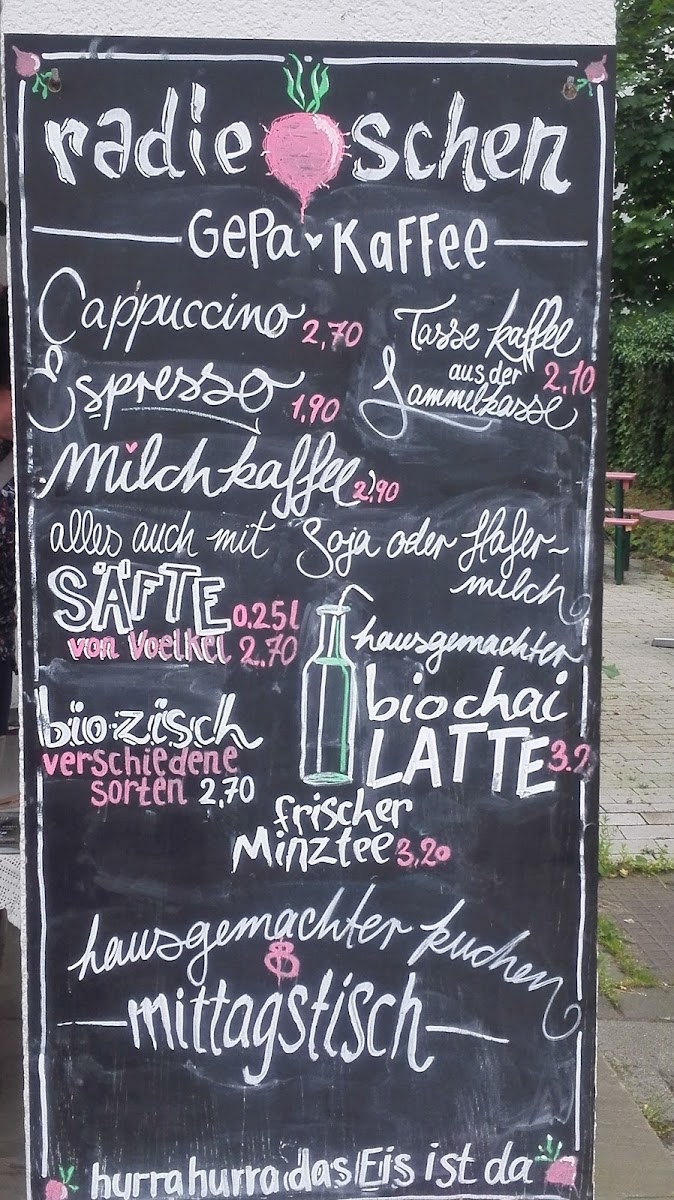 radieschen
GEPA KAFFEE
Cappuccino 2,70
Tasse Kaffee
aus der
Sammelkasse 2,10
Espresso 1,90
Milchkaffee 2,90
alles auch mit Soja oder Hafer-
milch
SÄFTE 0.25l
von Voelkel 2.70
hausgemachter
biochai
LATTE
bio zisch
verschiedene
sorten 2,70
frischer
Minztee 3,20
hausgemachter kuchen
&
mittagstisch
hurra hurra das Eis ist da